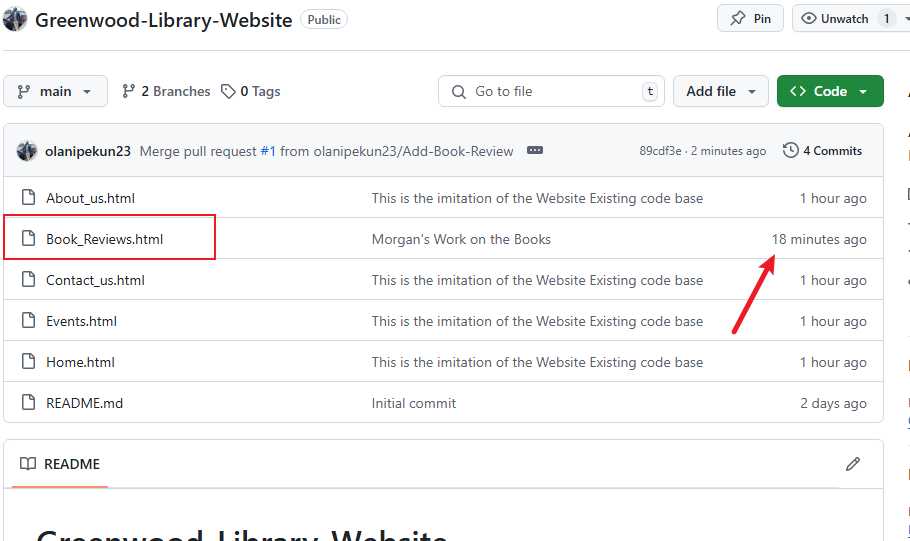 Greenwood-Library-Website Public Pin Unwatch 1
main 2 Branches 0 Tags Go to file t Add file Code
olanipekun23 Merge pull request #1 from olanipekun23/Add-Book-Review 89cdf3e · 2 minutes ago 4 Commits
About_us.html This is the imitation of the Website Existing code base 1 hour ago
Book_Reviews.html Morgan's Work on the Books 18 minutes ago
Contact_us.html This is the imitation of the Website Existing code base 1 hour ago
Events.html This is the imitation of the Website Existing code base 1 hour ago
Home.html This is the imitation of the Website Existing code base 1 hour ago
README.md Initial commit 2 days ago
README
Greenwood-Library-Website